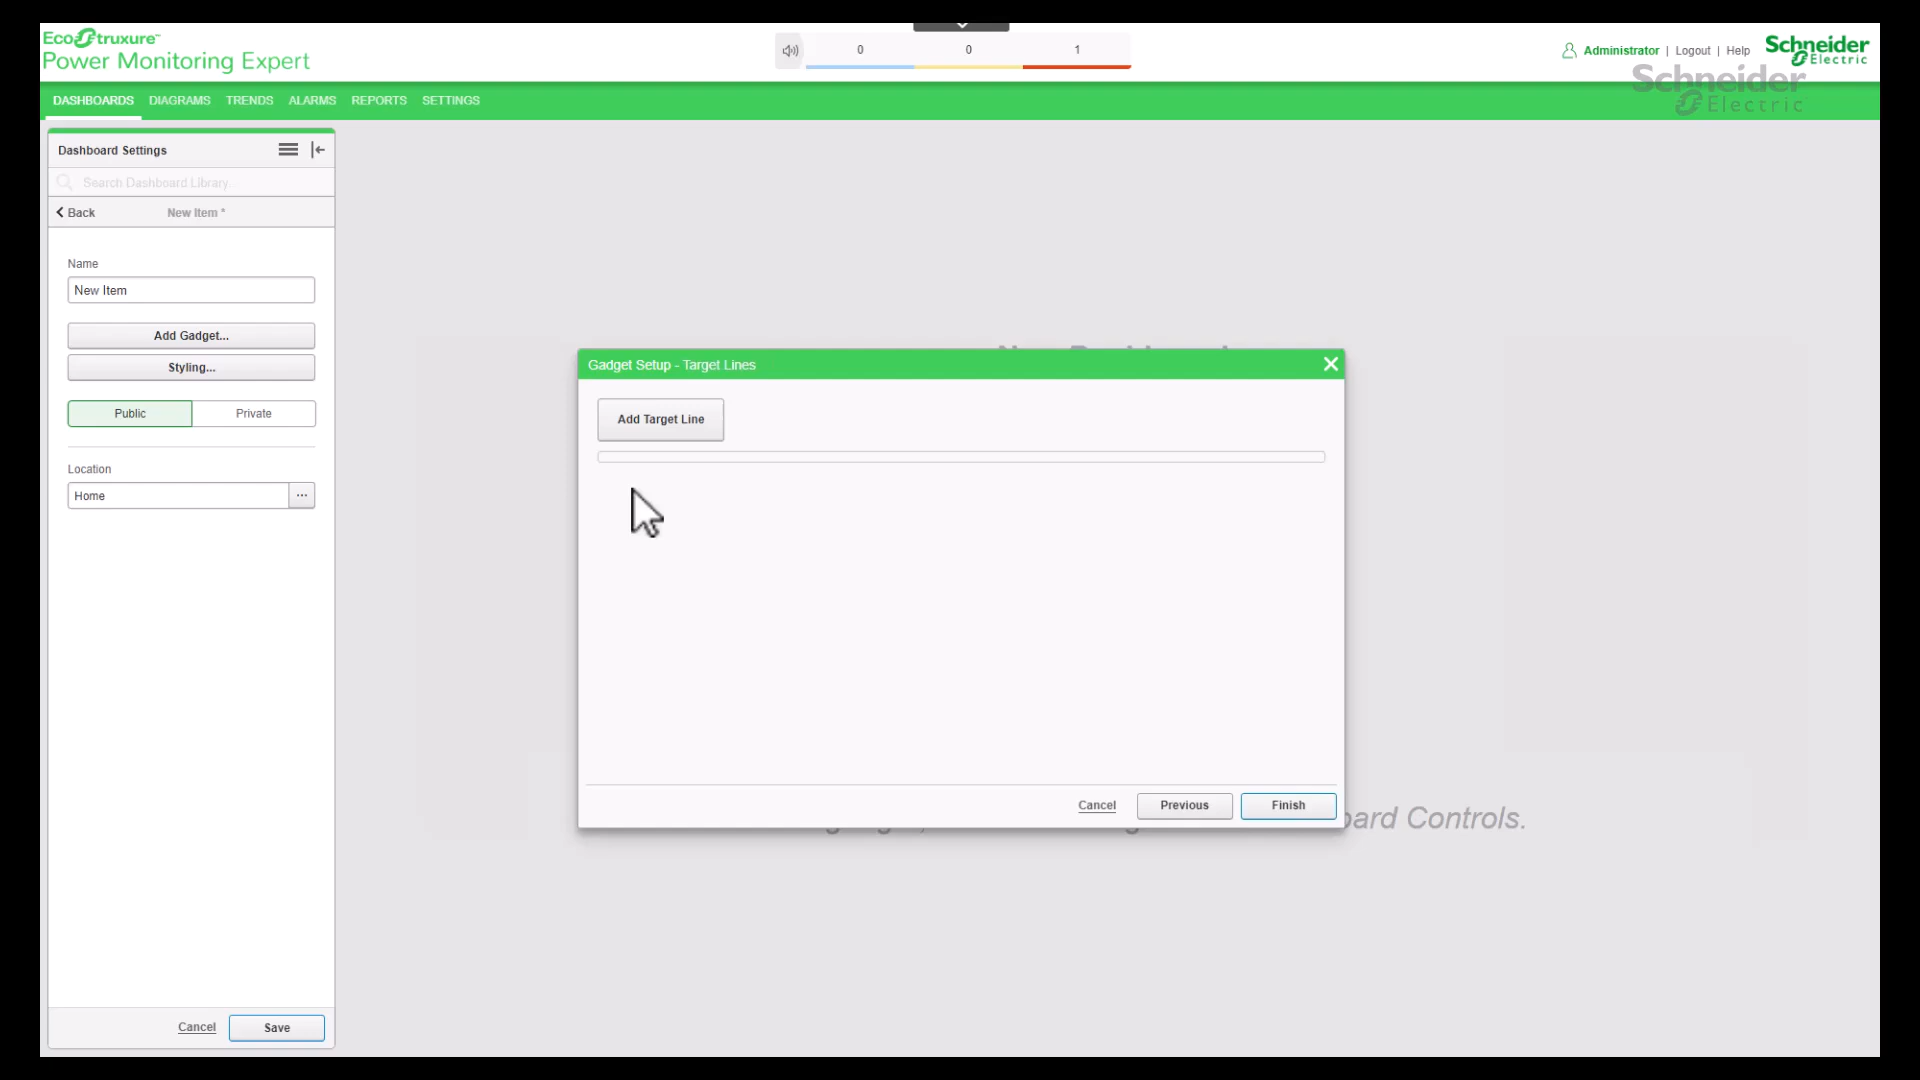 EcoStruxure™
Power Monitoring Expert
0 0 1
Administrator | Logout | Help
Schneider Electric
Schneider Electric
DASHBOARDS DIAGRAMS TRENDS ALARMS REPORTS SETTINGS
Dashboard Settings
Search Dashboard Library...
Back New Item *
Name
New Item
Add Gadget...
Styling...
Public Private
Location
Home ...
Cancel Save
Gadget Setup - Target Lines
Add Target Line
Cancel Previous Finish
Controls.